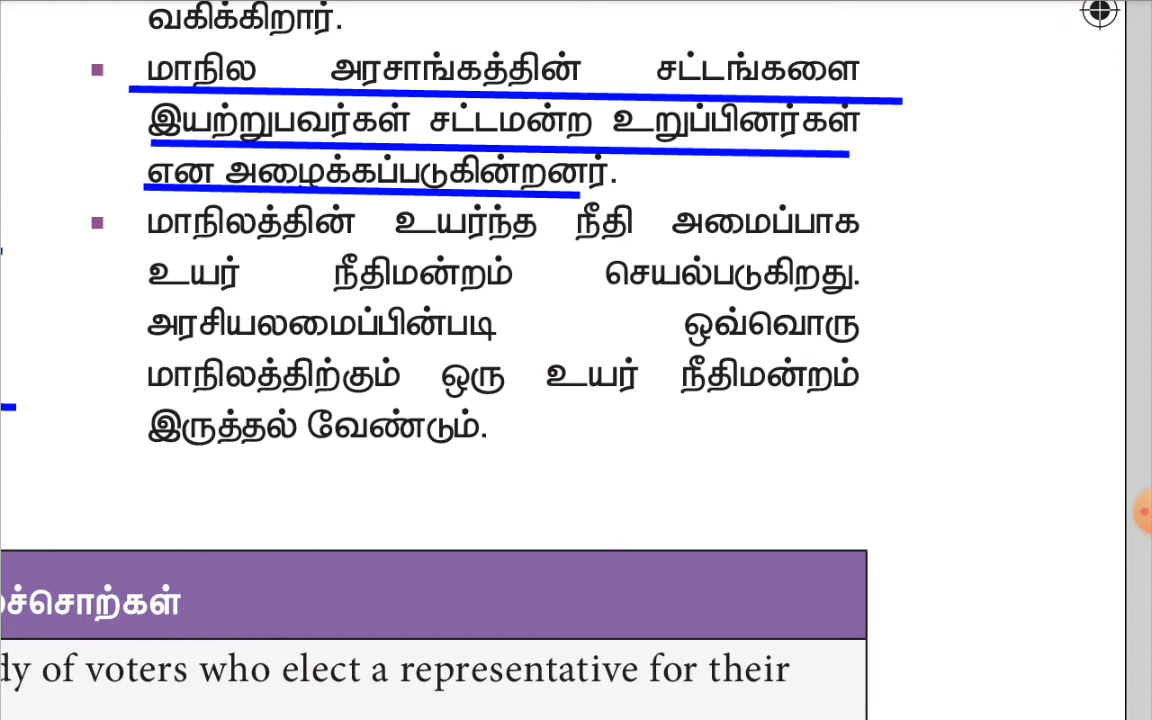 வகிக்கிறார்.
மாநில அரசாங்கத்தின் சட்டங்களை
இயற்றுபவர்கள் சட்டமன்ற உறுப்பினர்கள்
என அழைக்கப்படுகின்றனர்.
மாநிலத்தின் உயர்ந்த நீதி அமைப்பாக
உயர் நீதிமன்றம் செயல்படுகிறது.
அரசியலமைப்பின்படி ஒவ்வொரு
மாநிலத்திற்கும் ஒரு உயர் நீதிமன்றம்
இருத்தல் வேண்டும்.
of voters who elect a representative for their